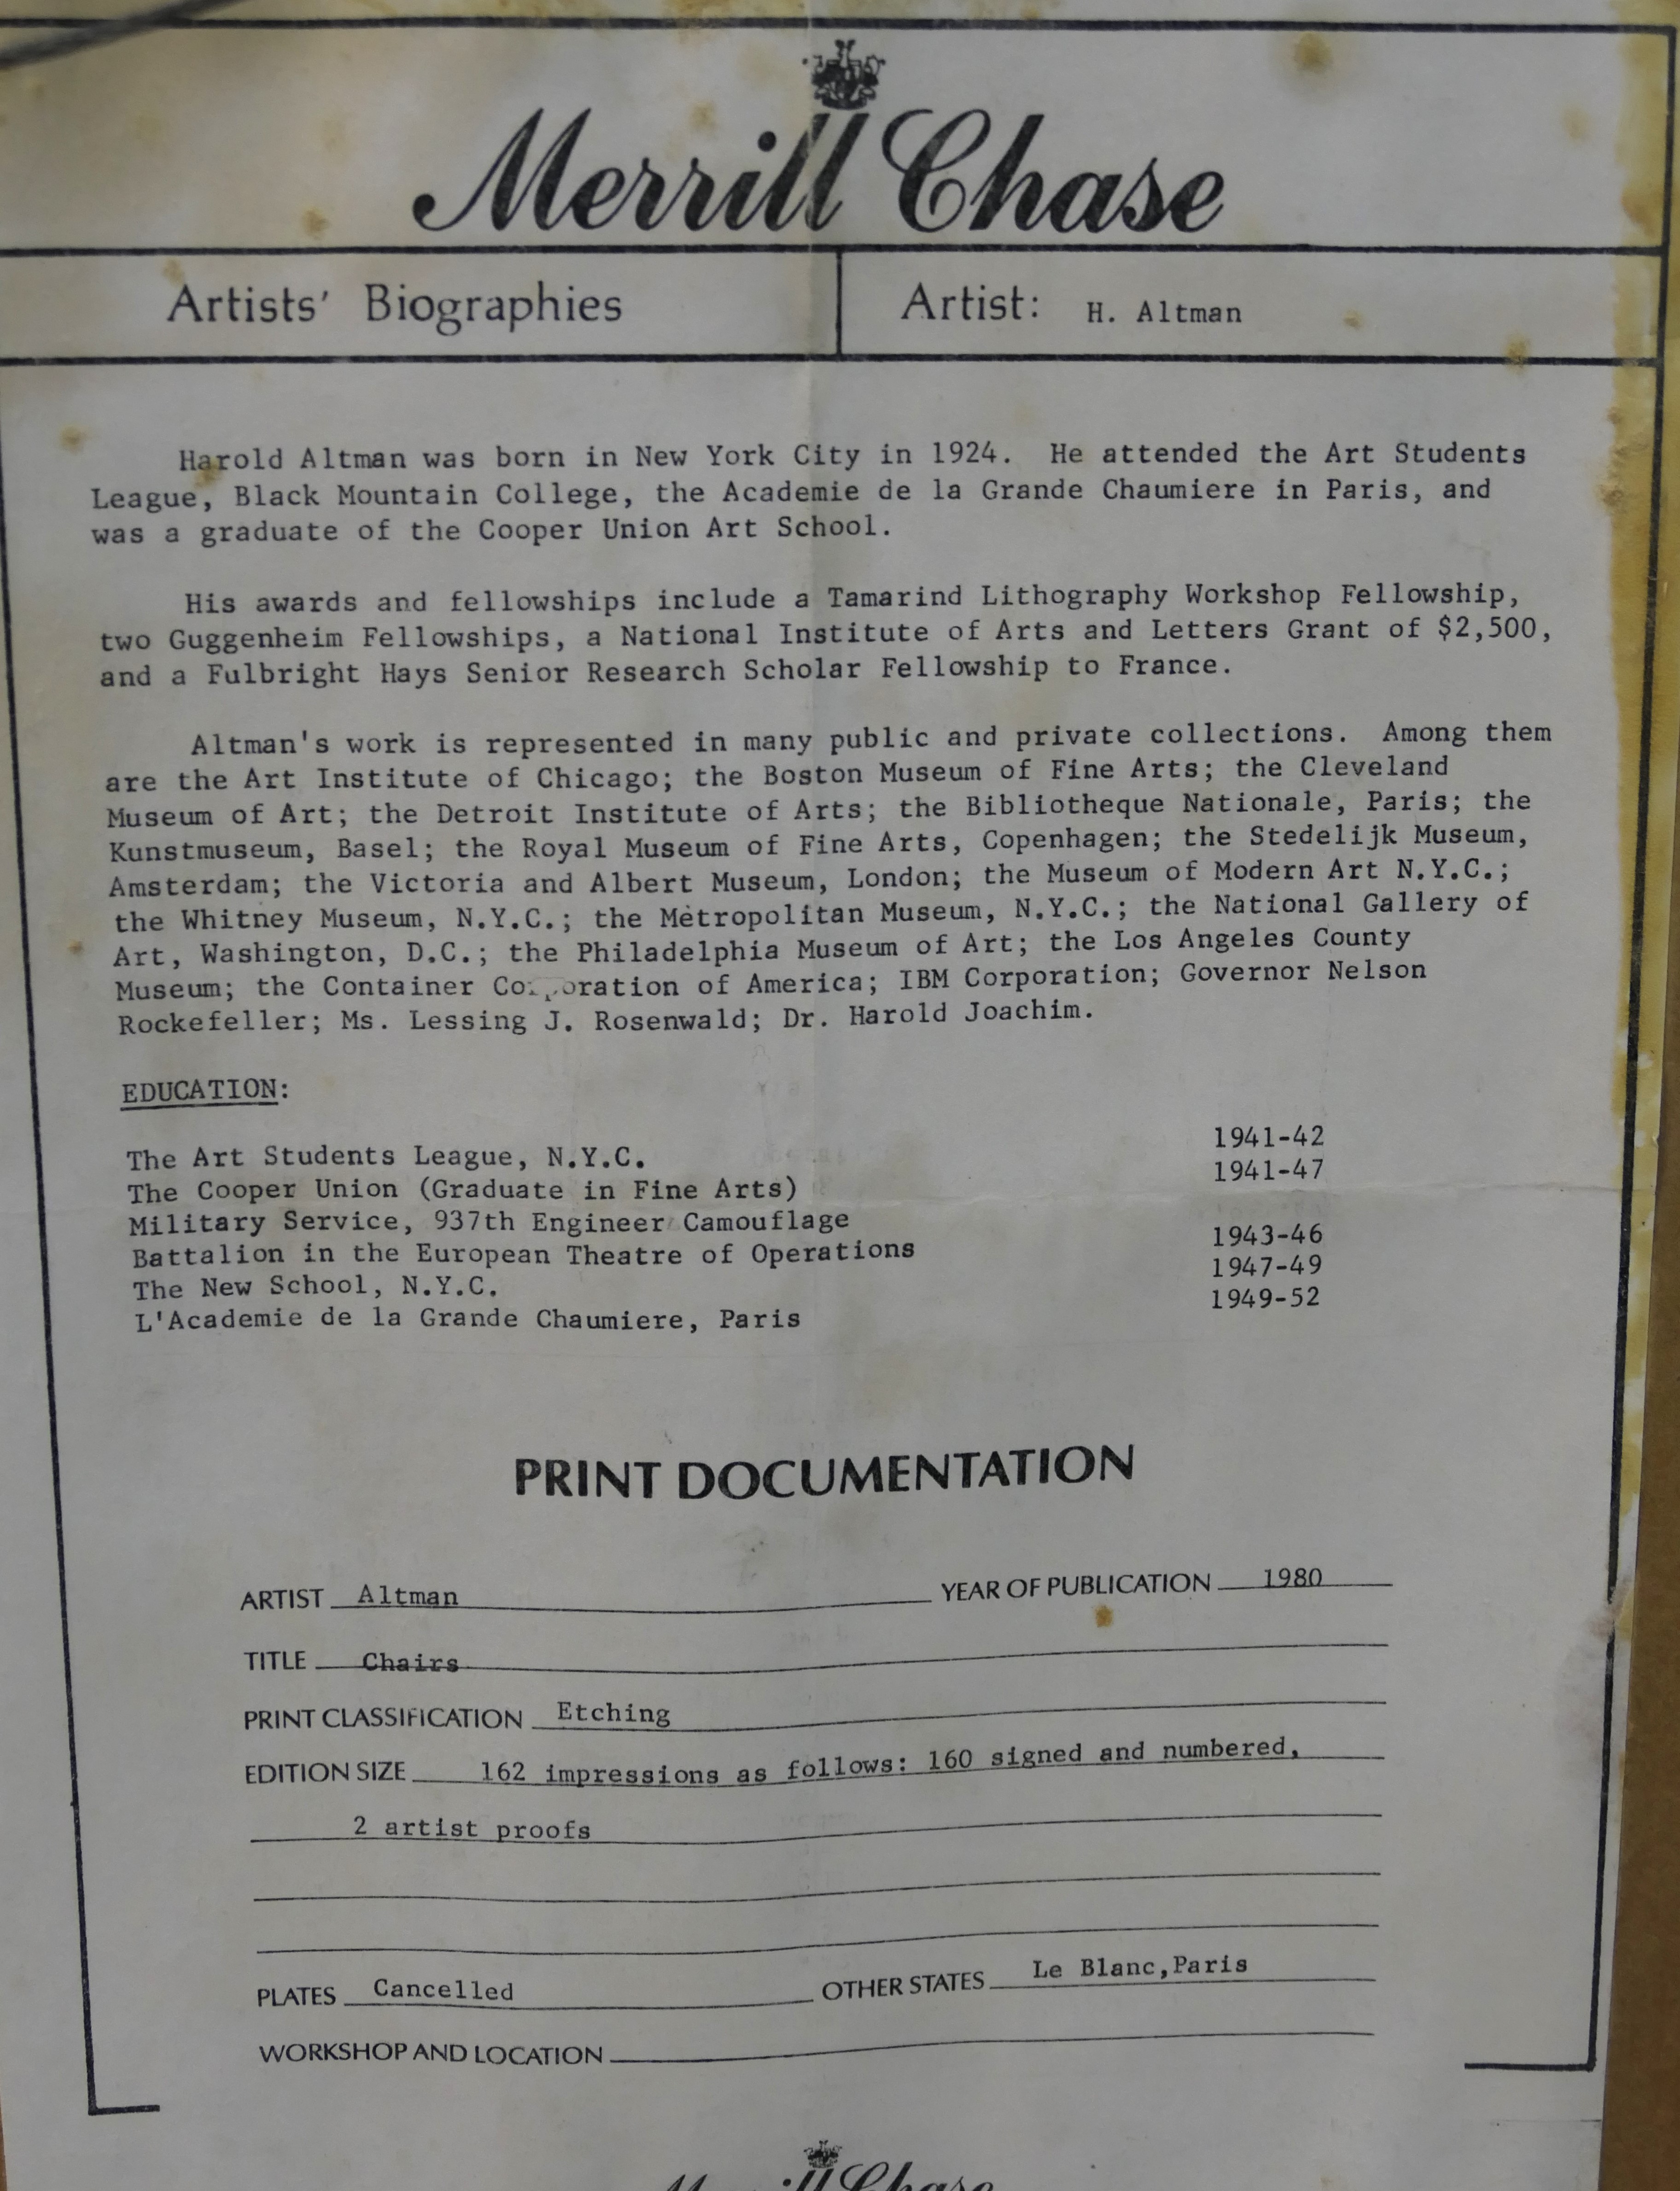 Merrill Chase
Artists' Biographies
Artist: H. Altman
Harold Altman was born in New York City in 1924. He attended the Art Students
League, Black Mountain College, the Academie de la Grande Chaumiere in Paris, and
was a graduate of the Cooper Union Art School.
His awards and fellowships include a Tamarind Lithography Workshop Fellowship,
two Guggenheim Fellowships, a National Institute of Arts and Letters Grant of $2,500,
and a Fulbright Hays Senior Research Scholar Fellowship to France.
Altman's work is represented in many public and private collections. Among them
are the Art Institute of Chicago; the Boston Museum of Fine Arts; the Cleveland
Museum of Art; the Detroit Institute of Arts; the Bibliotheque Nationale, Paris; the
Kunstmuseum, Basel; the Royal Museum of Fine Arts, Copenhagen; the Stedelijk Museum,
Amsterdam; the Victoria and Albert Museum, London; the Museum of Modern Art N.Y.C.;
the Whitney Museum, N.Y.C.; the Metropolitan Museum, N.Y.C.; the National Gallery of
Art, Washington, D.C.; the Philadelphia Museum of Art; the Los Angeles County
Museum; the Container Corporation of America; IBM Corporation; Governor Nelson
Rockefeller; Ms. Lessing J. Rosenwald; Dr. Harold Joachim.
EDUCATION:
The Art Students League, N.Y.C. 1941-42
The Cooper Union (Graduate in Fine Arts) 1941-47
Military Service, 937th Engineer Camouflage
Battalion in the European Theatre of Operations 1943-46
The New School, N.Y.C. 1947-49
L'Academie de la Grande Chaumiere, Paris 1949-52
PRINT DOCUMENTATION
ARTIST Altman YEAR OF PUBLICATION 1980
TITLE Chairs
PRINT CLASSIFICATION Etching
EDITION SIZE 162 impressions as follows: 160 signed and numbered,
2 artist proofs
PLATES Cancelled OTHER STATES Le Blanc,Paris
WORKSHOP AND LOCATION
Merrill Chase